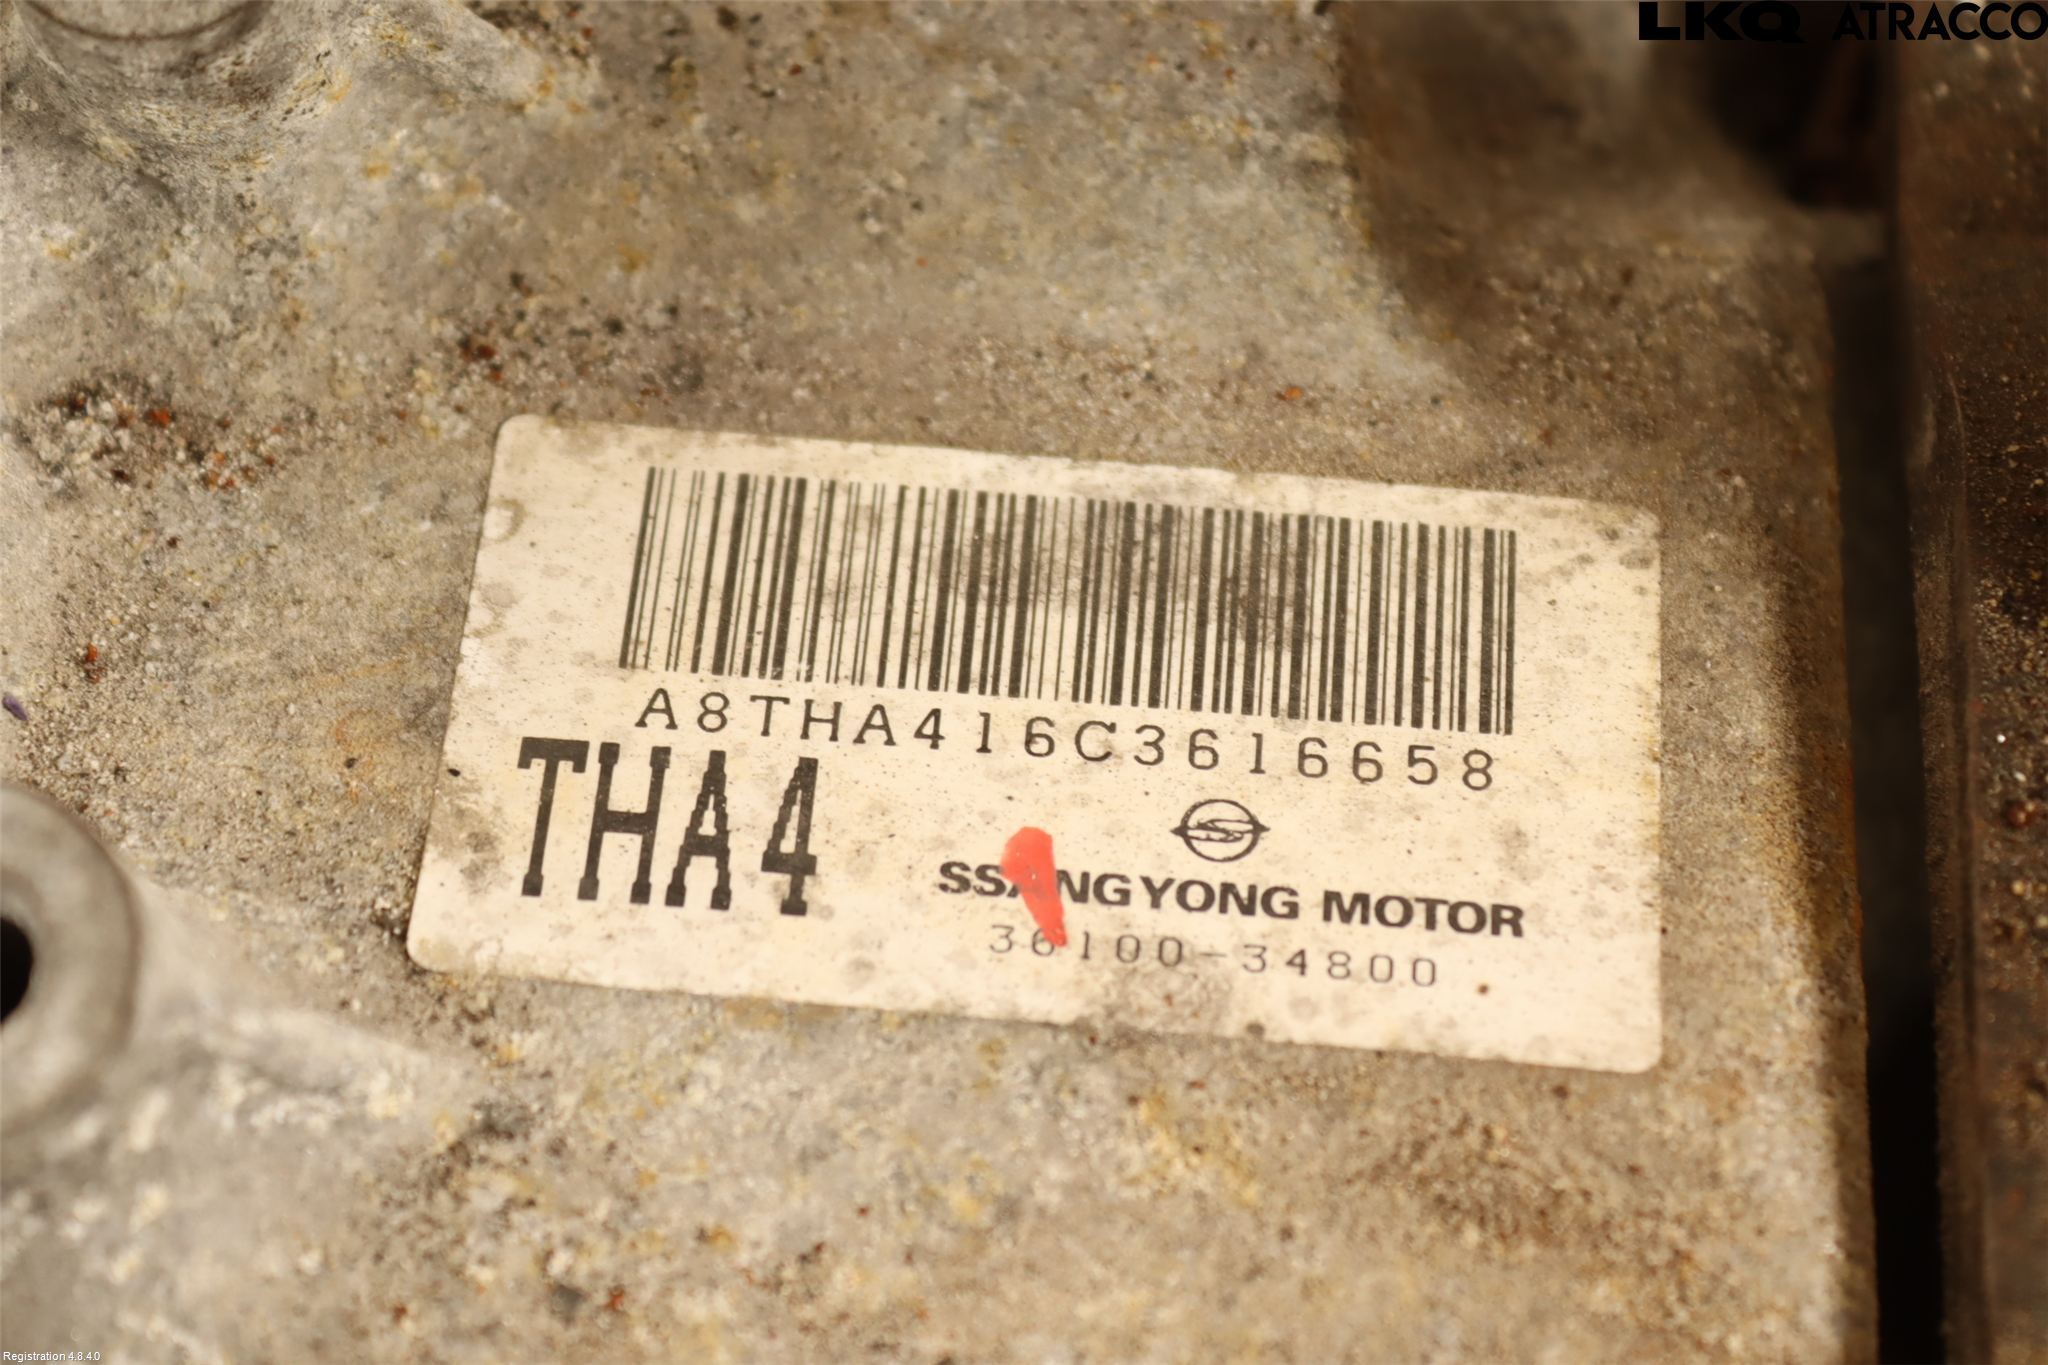 LKQ ATRACCO
A8THA416C3616658
THA4
SSANGYONG MOTOR
36100-34800
Registration 4.8.4.0